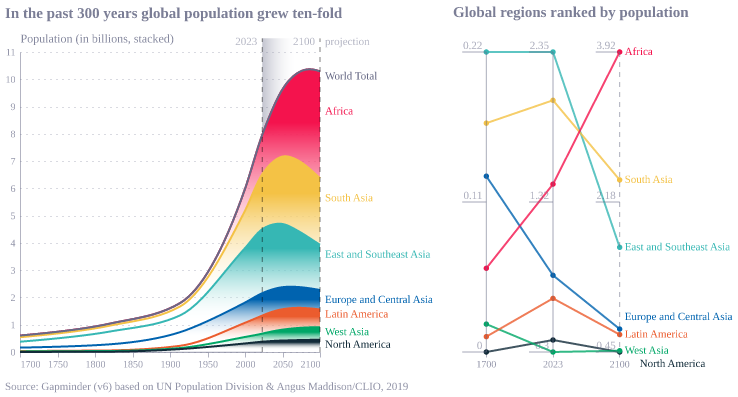 In the past 300 years global population grew ten-fold
Population (in billions, stacked)
2023
2100
projection
11
10
9
8
7
6
5
4
3
2
1
0
World Total
Africa
South Asia
East and Southeast Asia
Europe and Central Asia
Latin America
West Asia
North America
1700
1750
1800
1850
1900
1950
2000
2050
2100
Source: Gapminder (v6) based on UN Population Division & Angus Maddison/CLIO, 2019
Global regions ranked by population
0.22
2.35
3.92
Africa
South Asia
0.11
2.18
East and Southeast Asia
Europe and Central Asia
Latin America
0
0.45
West Asia
North America
1700
2023
2100